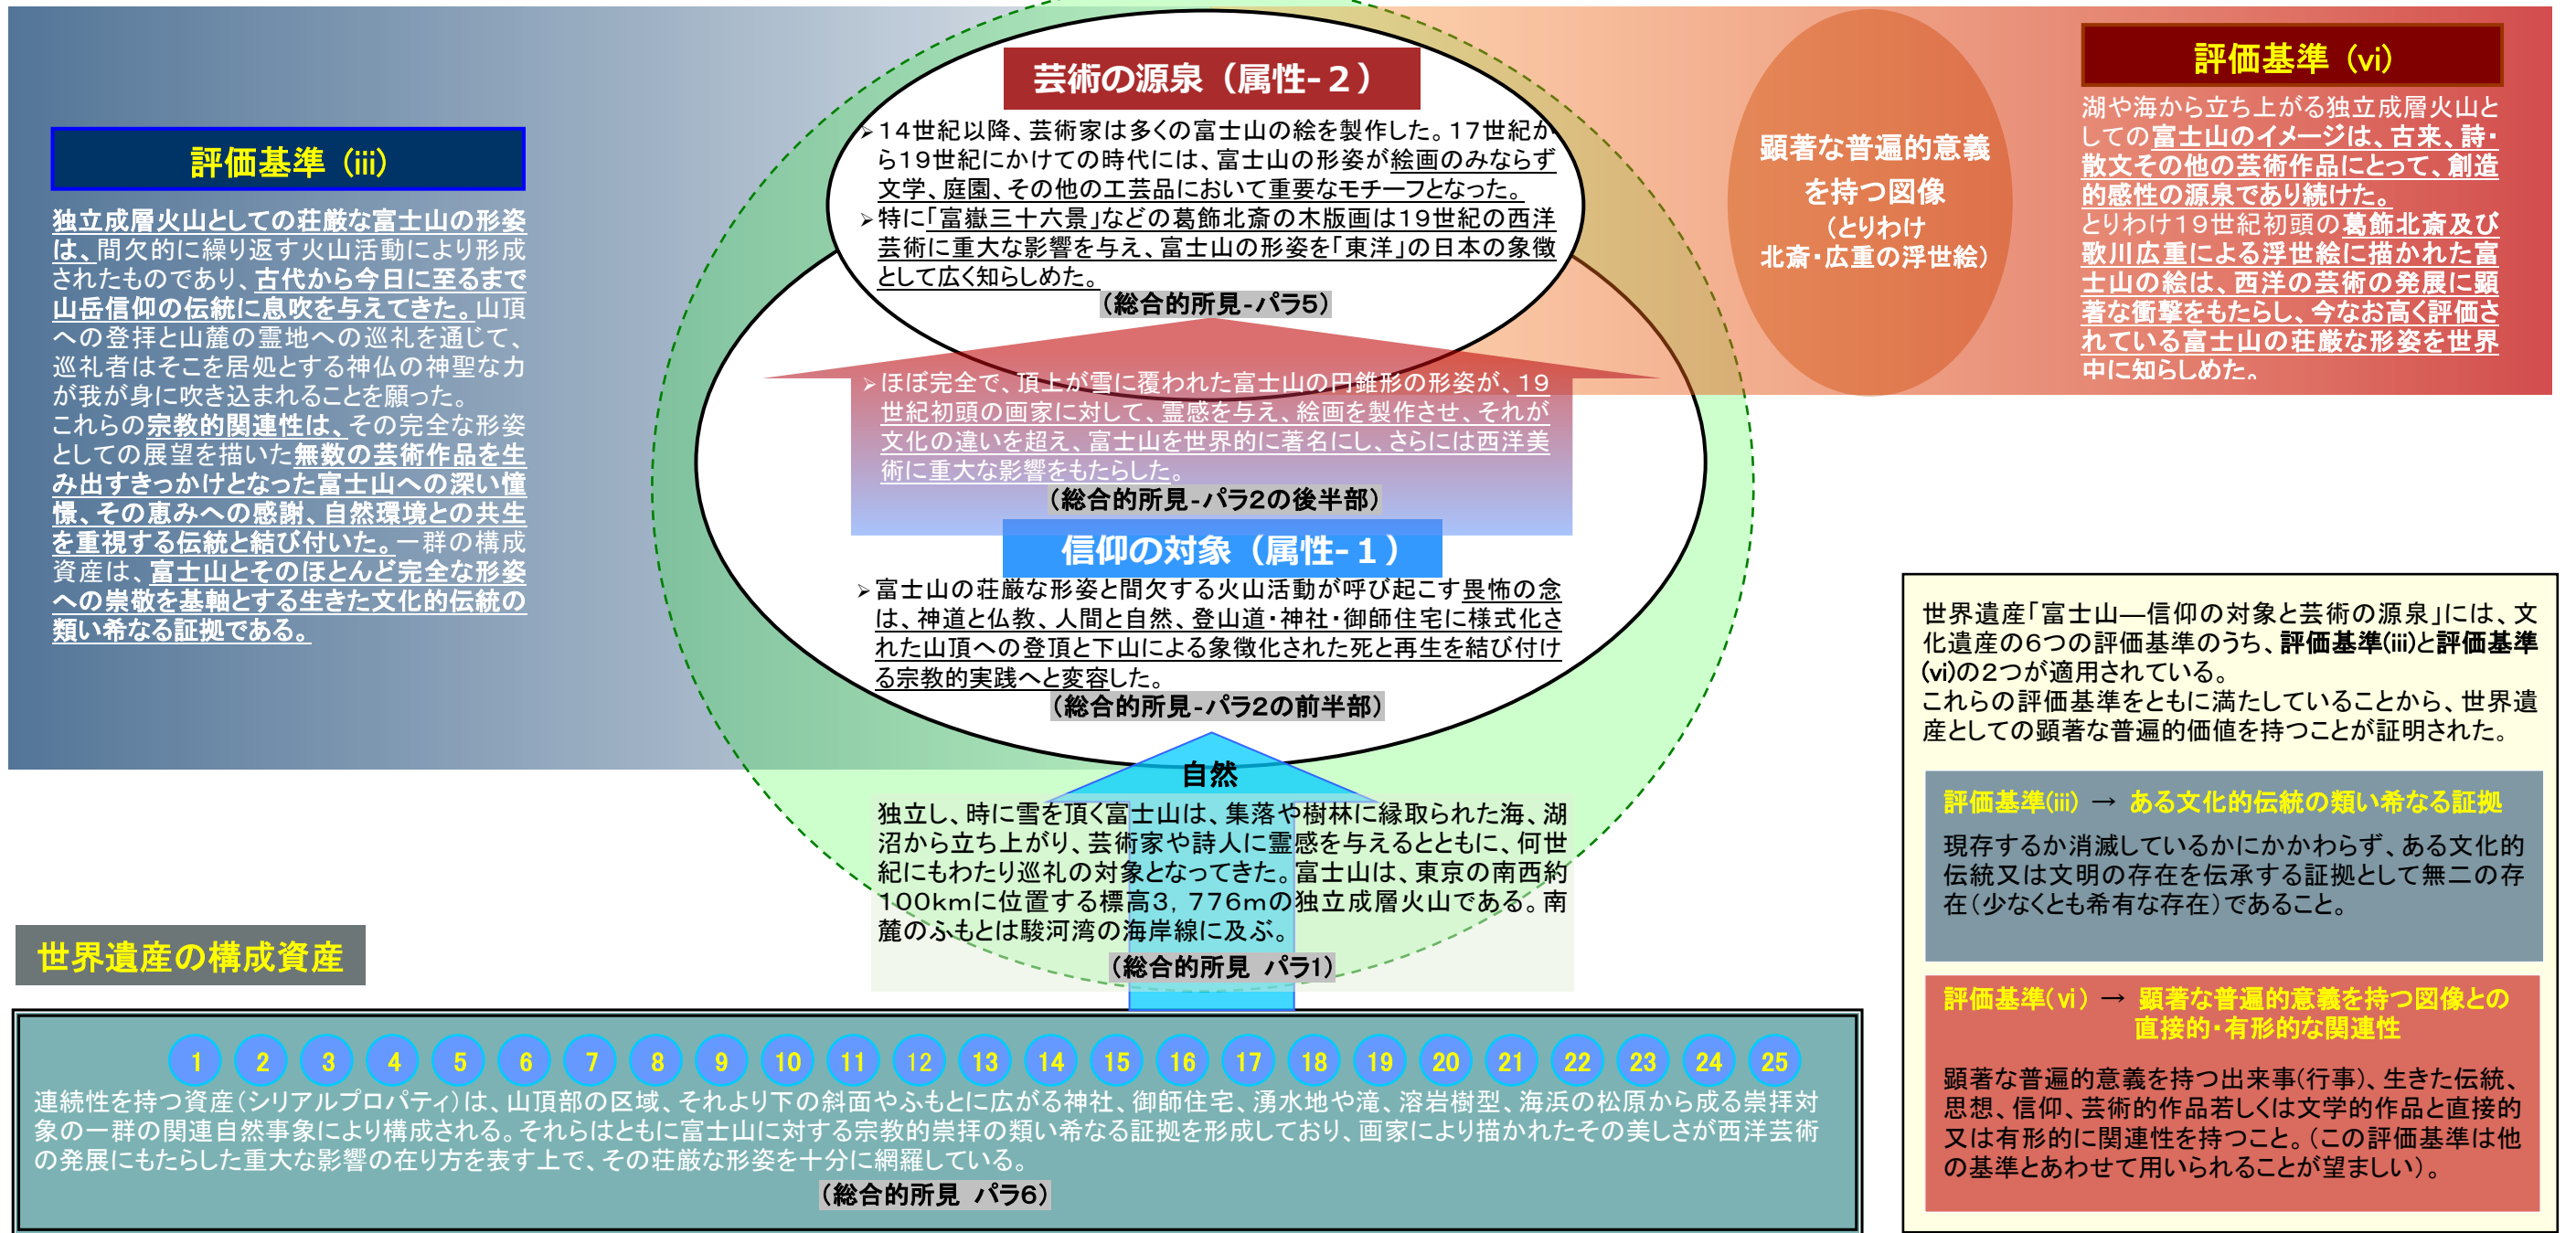 評価基準 (ⅲ)
独立成層火山としての荘厳な富士山の形姿
は、間欠的に繰り返す火山活動により形成
されたものであり、古代から今日に至るまで
山岳信仰の伝統に息吹を与えてきた。山頂
への登拝と山麓の霊地への巡礼を通じて、
巡礼者はそこを居処とする神仏の神聖な力
が我が身に吹き込まれることを願った。
これらの宗教的関連性は、その完全な形姿
としての展望を描いた無数の芸術作品を生
み出すきっかけとなった富士山への深い憧
憬、その恵みへの感謝、自然環境との共生
を重視する伝統と結び付いた。一群の構成
資産は、富士山とそのほとんど完全な形姿
への崇敬を基軸とする生きた文化的伝統の
類い希なる証拠である。
芸術の源泉（属性-２）
➢14世紀以降、芸術家は多くの富士山の絵を製作した。17世紀か
ら19世紀にかけての時代には、富士山の形姿が絵画のみならず
文学、庭園、その他の工芸品において重要なモチーフとなった。
➢特に「富嶽三十六景」などの葛飾北斎の木版画は19世紀の西洋
芸術に重大な影響を与え、富士山の形姿を「東洋」の日本の象徴
として広く知らしめた。
（総合的所見-パラ5）
➢ほぼ完全で、頂上が雪に覆われた富士山の円錐形の形姿が、19
世紀初頭の画家に対して、霊感を与え、絵画を製作させ、それが
文化の違いを超え、富士山を世界的に著名にし、さらには西洋美
術に重大な影響をもたらした。
（総合的所見-パラ2の後半部）
信仰の対象（属性-１）
➢富士山の荘厳な形姿と間欠する火山活動が呼び起こす畏怖の念
は、神道と仏教、人間と自然、登山道・神社・御師住宅に様式化さ
れた山頂への登頂と下山による象徴化された死と再生を結び付け
る宗教的実践へと変容した。
（総合的所見-パラ2の前半部）
自然
独立し、時に雪を頂く富士山は、集落や樹林に縁取られた海、湖
沼から立ち上がり、芸術家や詩人に霊感を与えるとともに、何世
紀にもわたり巡礼の対象となってきた。富士山は、東京の南西約
100kmに位置する標高3，776mの独立成層火山である。南
麓のふもとは駿河湾の海岸線に及ぶ。
（総合的所見 パラ1）
顕著な普遍的意義
を持つ図像
（とりわけ
北斎・広重の浮世絵）
評価基準 (ⅵ)
湖や海から立ち上がる独立成層火山と
しての富士山のイメージは、古来、詩・
散文その他の芸術作品にとって、創造
的感性の源泉であり続けた。
とりわけ19世紀初頭の葛飾北斎及び
歌川広重による浮世絵に描かれた富
士山の絵は、西洋の芸術の発展に顕
著な衝撃をもたらし、今なお高く評価さ
れている富士山の荘厳な形姿を世界
中に知らしめた。
世界遺産「富士山―信仰の対象と芸術の源泉」には、文
化遺産の6つの評価基準のうち、評価基準(ⅲ)と評価基準
(ⅵ)の2つが適用されている。
これらの評価基準をともに満たしていることから、世界遺
産としての顕著な普遍的価値を持つことが証明された。
評価基準(ⅲ) → ある文化的伝統の類い希なる証拠
現存するか消滅しているかにかかわらず、ある文化的
伝統又は文明の存在を伝承する証拠として無二の存
在（少なくとも希有な存在）であること。
評価基準(ⅵ) → 顕著な普遍的意義を持つ図像との
直接的・有形的な関連性
顕著な普遍的意義を持つ出来事(行事)、生きた伝統、
思想、信仰、芸術的作品若しくは文学的作品と直接的
又は有形的に関連性を持つこと。（この評価基準は他
の基準とあわせて用いられることが望ましい）。
世界遺産の構成資産
1 2 3 4 5 6 7 8 9 10 11 12 13 14 15 16 17 18 19 20 21 22 23 24 25
連続性を持つ資産（シリアルプロパティ）は、山頂部の区域、それより下の斜面やふもとに広がる神社、御師住宅、湧水地や滝、溶岩樹型、海浜の松原から成る崇拝対
象の一群の関連自然事象により構成される。それらはともに富士山に対する宗教的崇拝の類い希なる証拠を形成しており、画家により描かれたその美しさが西洋芸術
の発展にもたらした重大な影響の在り方を表す上で、その荘厳な形姿を十分に網羅している。
（総合的所見 パラ6）